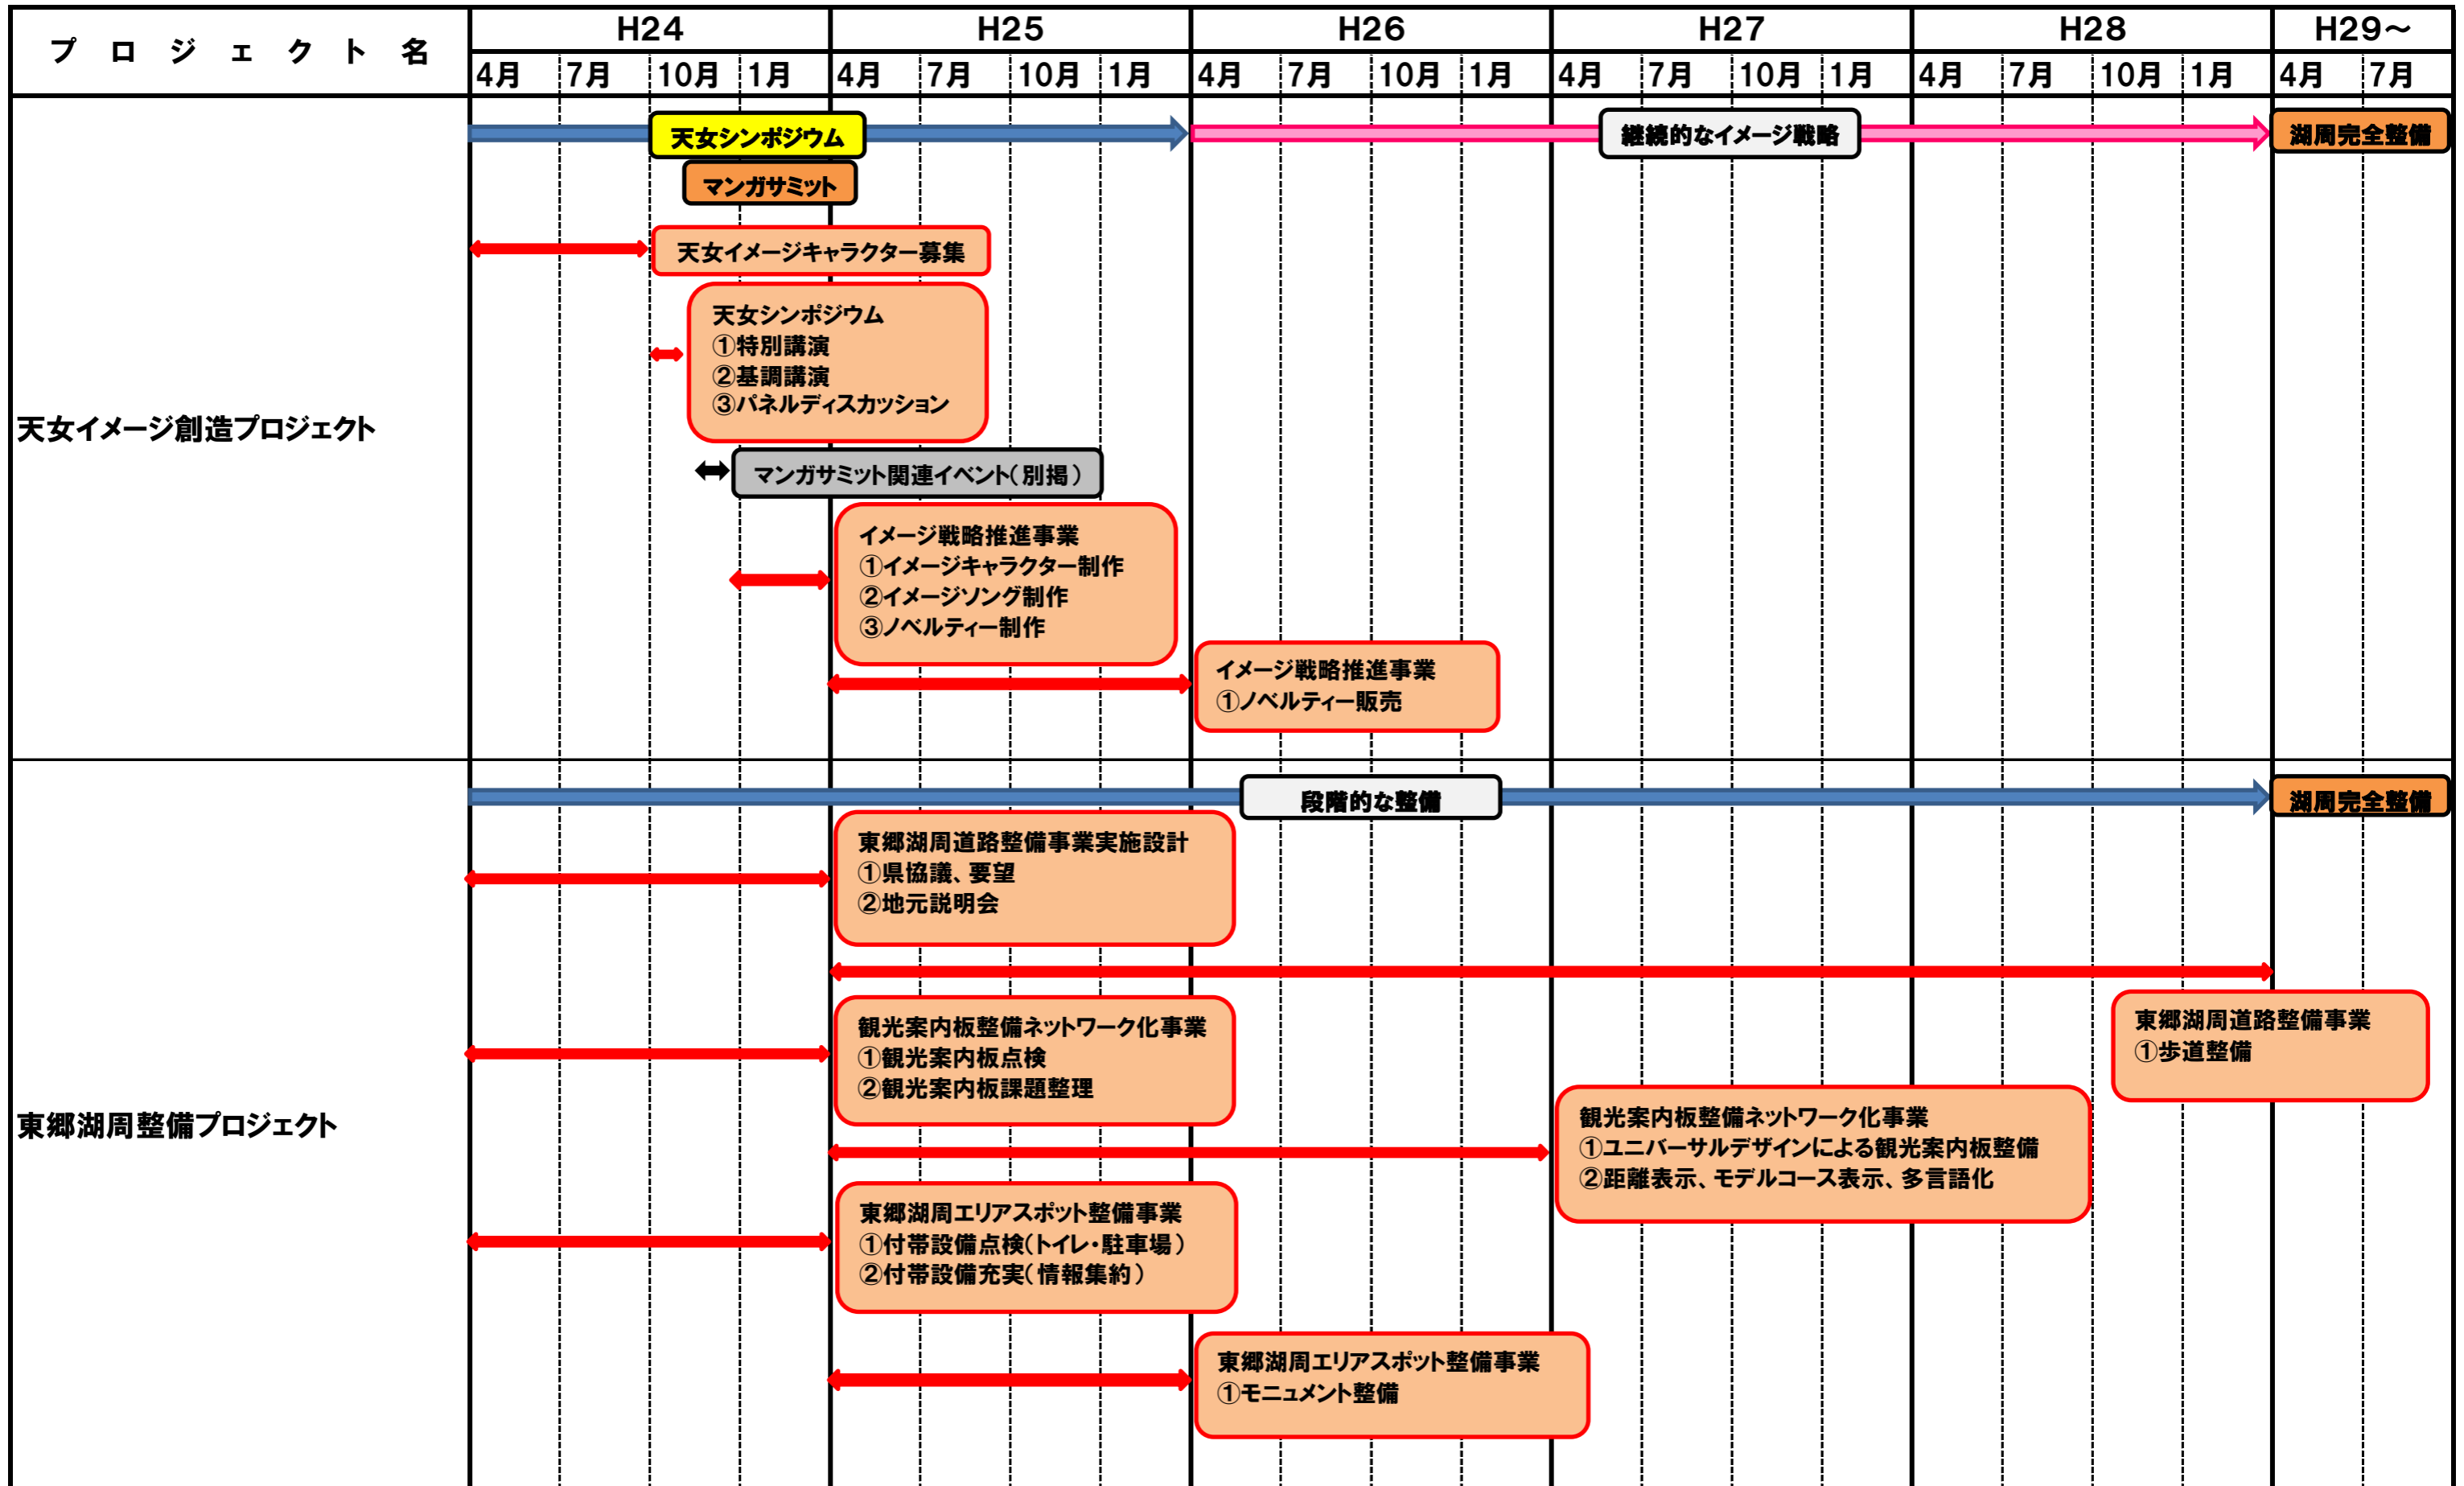 プロジェクト名
H24 H25 H26 H27 H28 H29～
4月 7月 10月 1月 4月 7月 10月 1月 4月 7月 10月 1月 4月 7月 10月 1月 4月 7月 10月 1月 4月 7月
天女イメージ創造プロジェクト
天女シンポジウム
継続的なイメージ戦略
湖周完全整備
マンガサミット
天女イメージキャラクター募集
天女シンポジウム
①特別講演
②基調講演
③パネルディスカッション
マンガサミット関連イベント（別掲）
イメージ戦略推進事業
①イメージキャラクター制作
②イメージソング制作
③ノベルティー制作
イメージ戦略推進事業
①ノベルティー販売
東郷湖周整備プロジェクト
段階的な整備
湖周完全整備
東郷湖周道路整備事業実施設計
①県協議、要望
②地元説明会
東郷湖周道路整備事業
①歩道整備
観光案内板整備ネットワーク化事業
①観光案内板点検
②観光案内板課題整理
観光案内板整備ネットワーク化事業
①ユニバーサルデザインによる観光案内板整備
②距離表示、モデルコース表示、多言語化
東郷湖周エリアスポット整備事業
①付帯設備点検（トイレ・駐車場）
②付帯設備充実（情報集約）
東郷湖周エリアスポット整備事業
①モニュメント整備